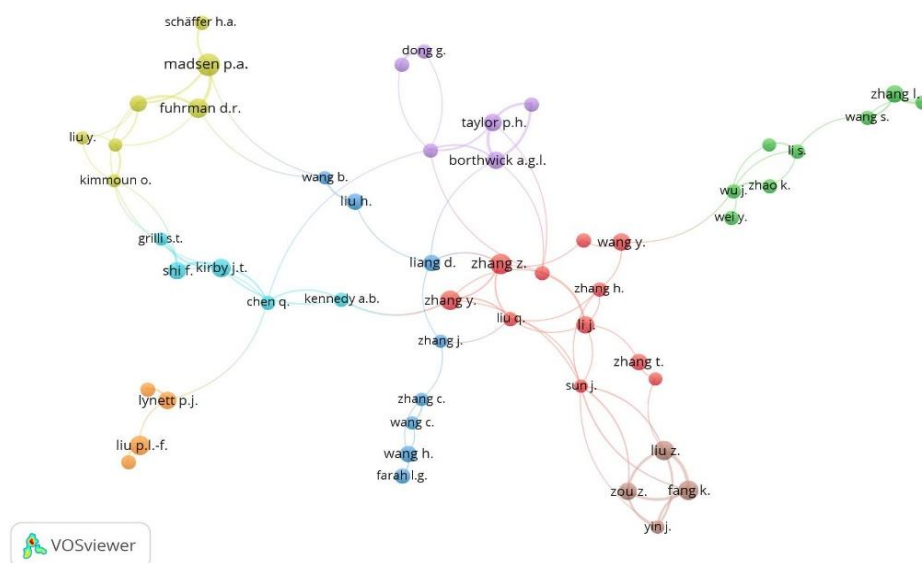 schäffer h.a.
madsen p.a.
dong g.
fuhrman d.r.
taylor p.h.
liu y.
borthwick a.g.l.
kimmoun o.
wang b.
liu h.
zhang l.
wang s.
li s.
wu j.
zhao k.
wei y.
grilli s.t.
shi f.
kirby j.t.
chen q.
kennedy a.b.
liang d.
zhang z.
wang y.
zhang y.
zhang h.
liu q.
li j.
zhang j.
zhang t.
sun j.
lynett p.j.
zhang c.
wang c.
liu p.l.-f.
wang h.
farah l.g.
liu z.
zou z.
fang k.
yin j.
VOSviewer